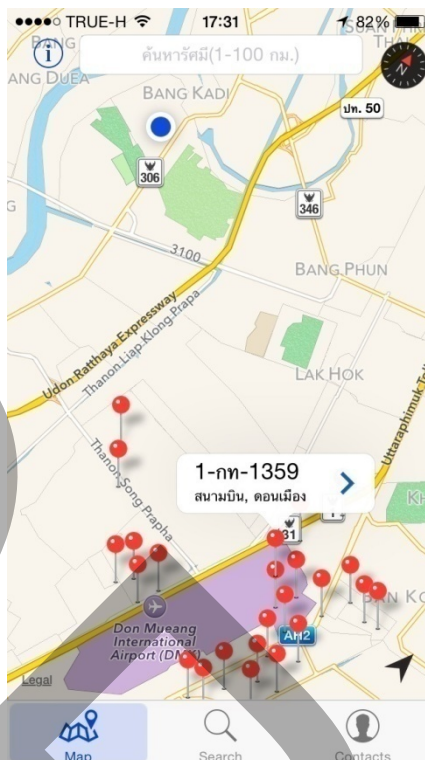 TRUE-H 17:31 82%
BANG
ค้นหารัศมี(1-100 กม.)
ANG DUEA
BANG KADI
ปท. 50
306
346
3100
BANG PHUN
Udon Ratthaya Expressway
Thanon Liap Klong Prapa
LAK HOK
Thanon Song Prapha
1-กท-1359
สนามบิน, ดอนเมือง
31
AH2
Don Mueang
International
Airport
Legal
Map Search Contacts